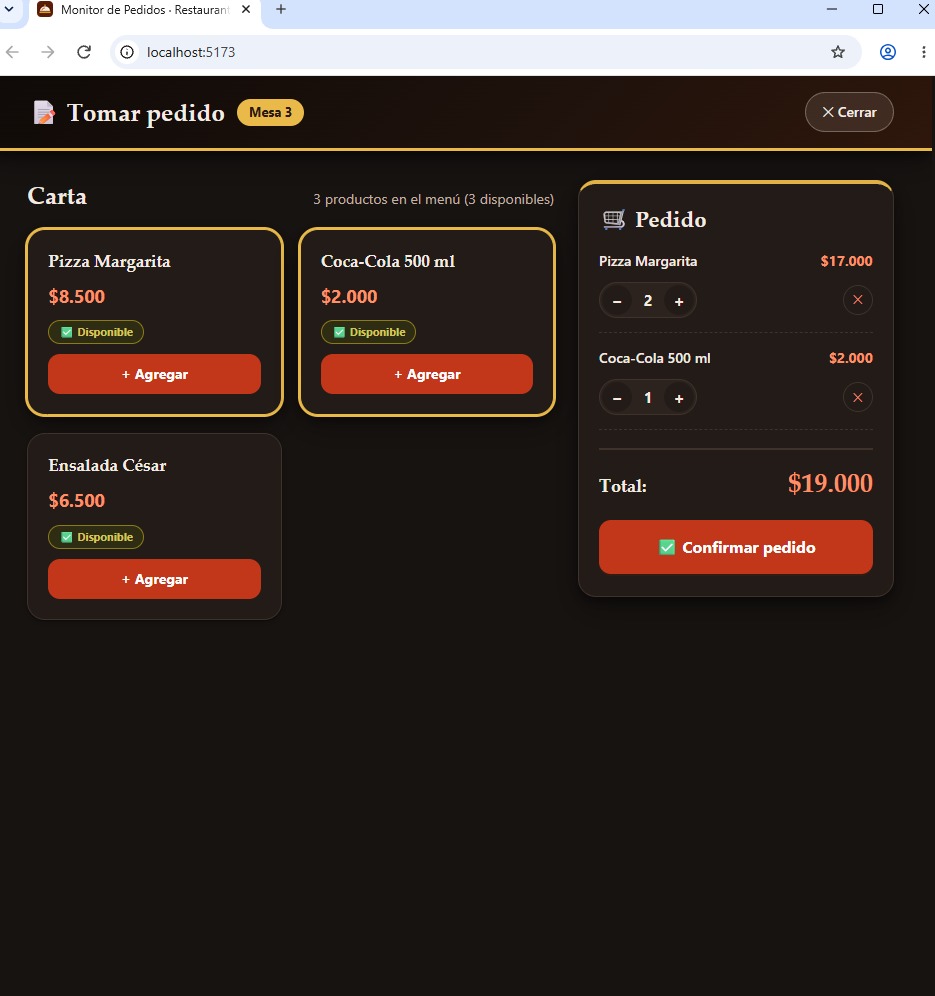 Monitor de Pedidos · Restaurant
localhost:5173
Tomar pedido
Mesa 3
Cerrar
Carta
3 productos en el menú (3 disponibles)
Pizza Margarita
$8.500
Disponible
+ Agregar
Coca-Cola 500 ml
$2.000
Disponible
+ Agregar
Ensalada César
$6.500
Disponible
+ Agregar
Pedido
Pizza Margarita $17.000
− 2 +
Coca-Cola 500 ml $2.000
− 1 +
Total: $19.000
Confirmar pedido